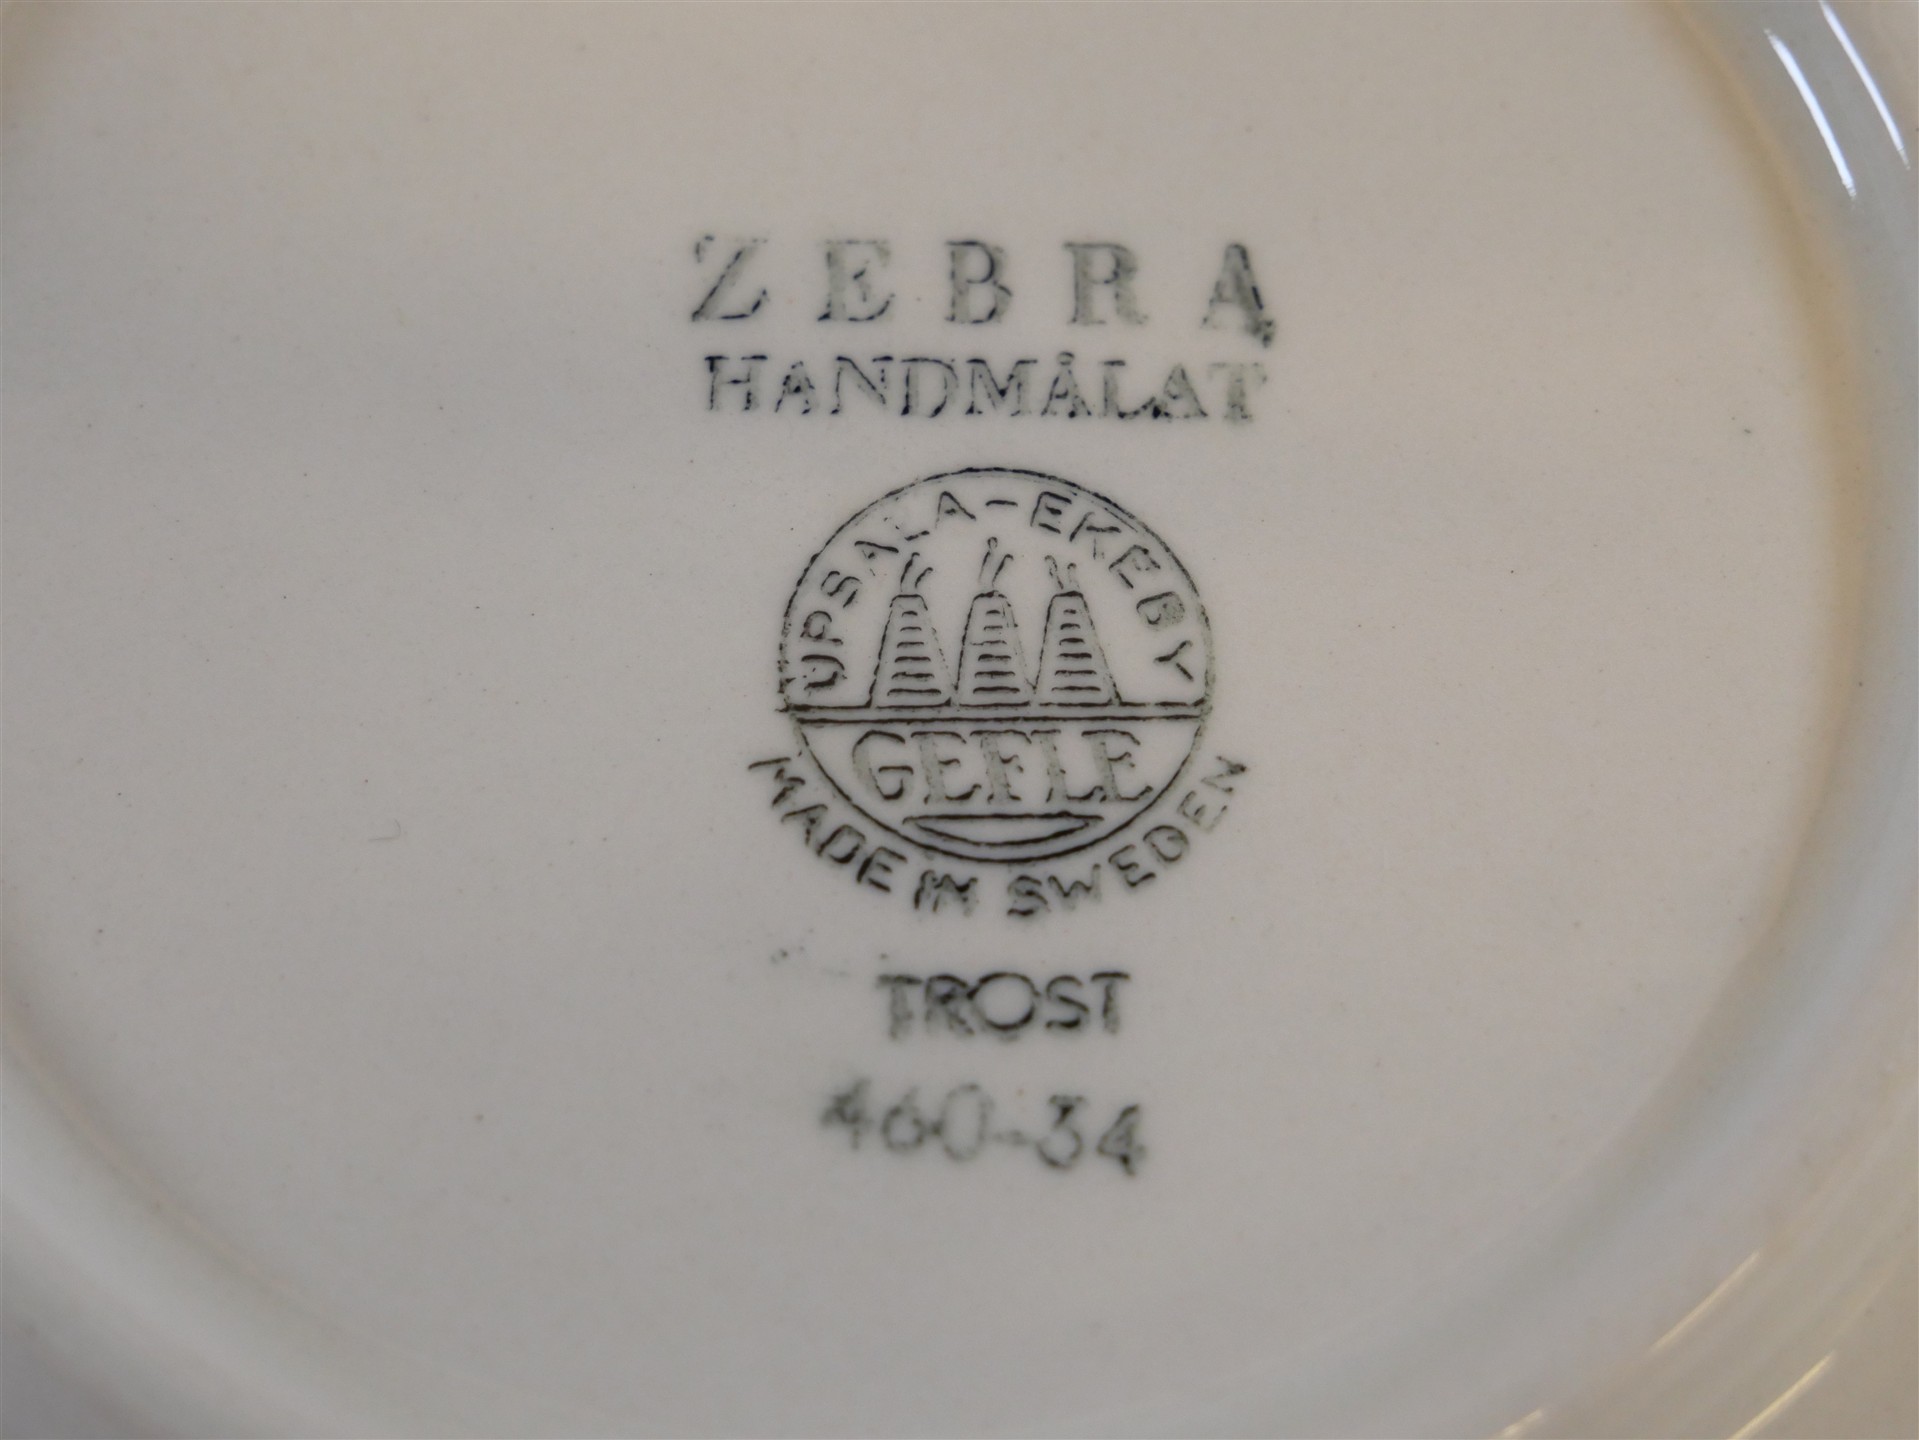 ZEBRA
HANDMÅLAT
UPSALA-EKEBY
GEFLE
MADE IN SWEDEN
TROST
460-34